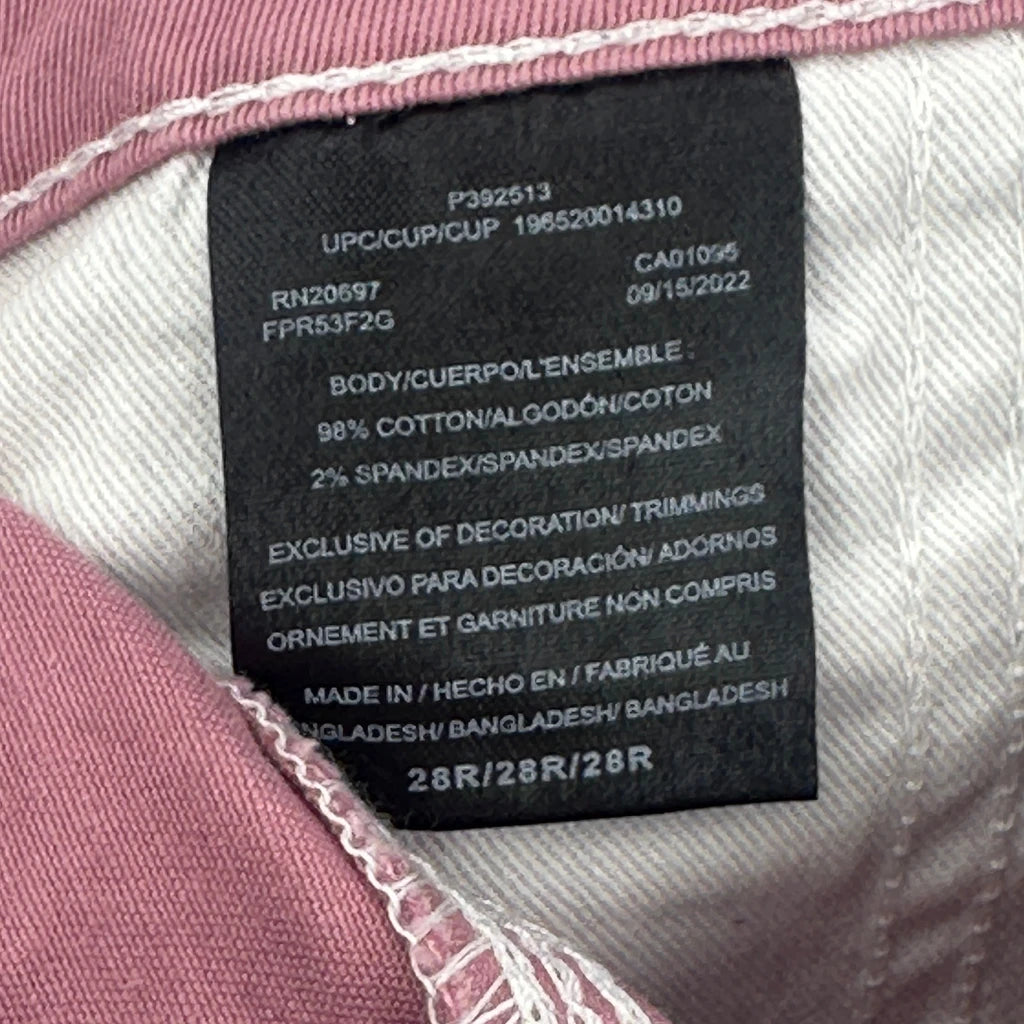 P392513
UPC/CUP/CUP 196520014310
CA01095
RN20697
09/15/2022
FPR53F2G
BODY/CUERPO/L'ENSEMBLE :
98% COTTON/ALGODÓN/COTON
2% SPANDEX/SPANDEX/SPANDEX
EXCLUSIVE OF DECORATION/ TRIMMINGS
EXCLUSIVO PARA DECORACIÓN/ ADORNOS
ORNEMENT ET GARNITURE NON COMPRIS
MADE IN / HECHO EN / FABRIQUÉ AU
NGLADESH/ BANGLADESH/ BANGLADESH
28R/28R/28R